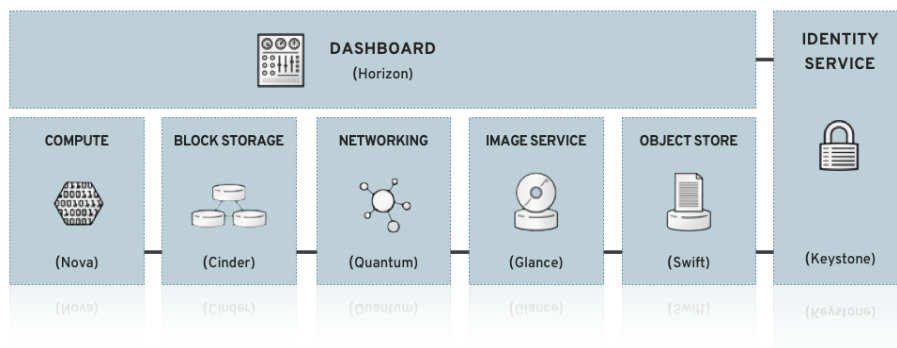 DASHBOARD
(Horizon)
IDENTITY
SERVICE
(Keystone)
COMPUTE
(Nova)
BLOCK STORAGE
(Cinder)
NETWORKING
(Quantum)
IMAGE SERVICE
(Glance)
OBJECT STORE
(Swift)